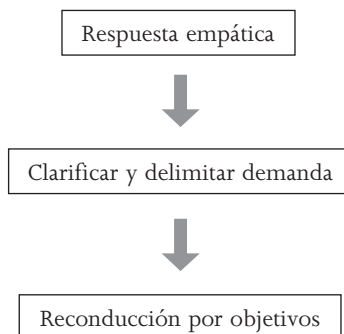 Respuesta empática
Clarificar y delimitar demanda
Reconducción por objetivos